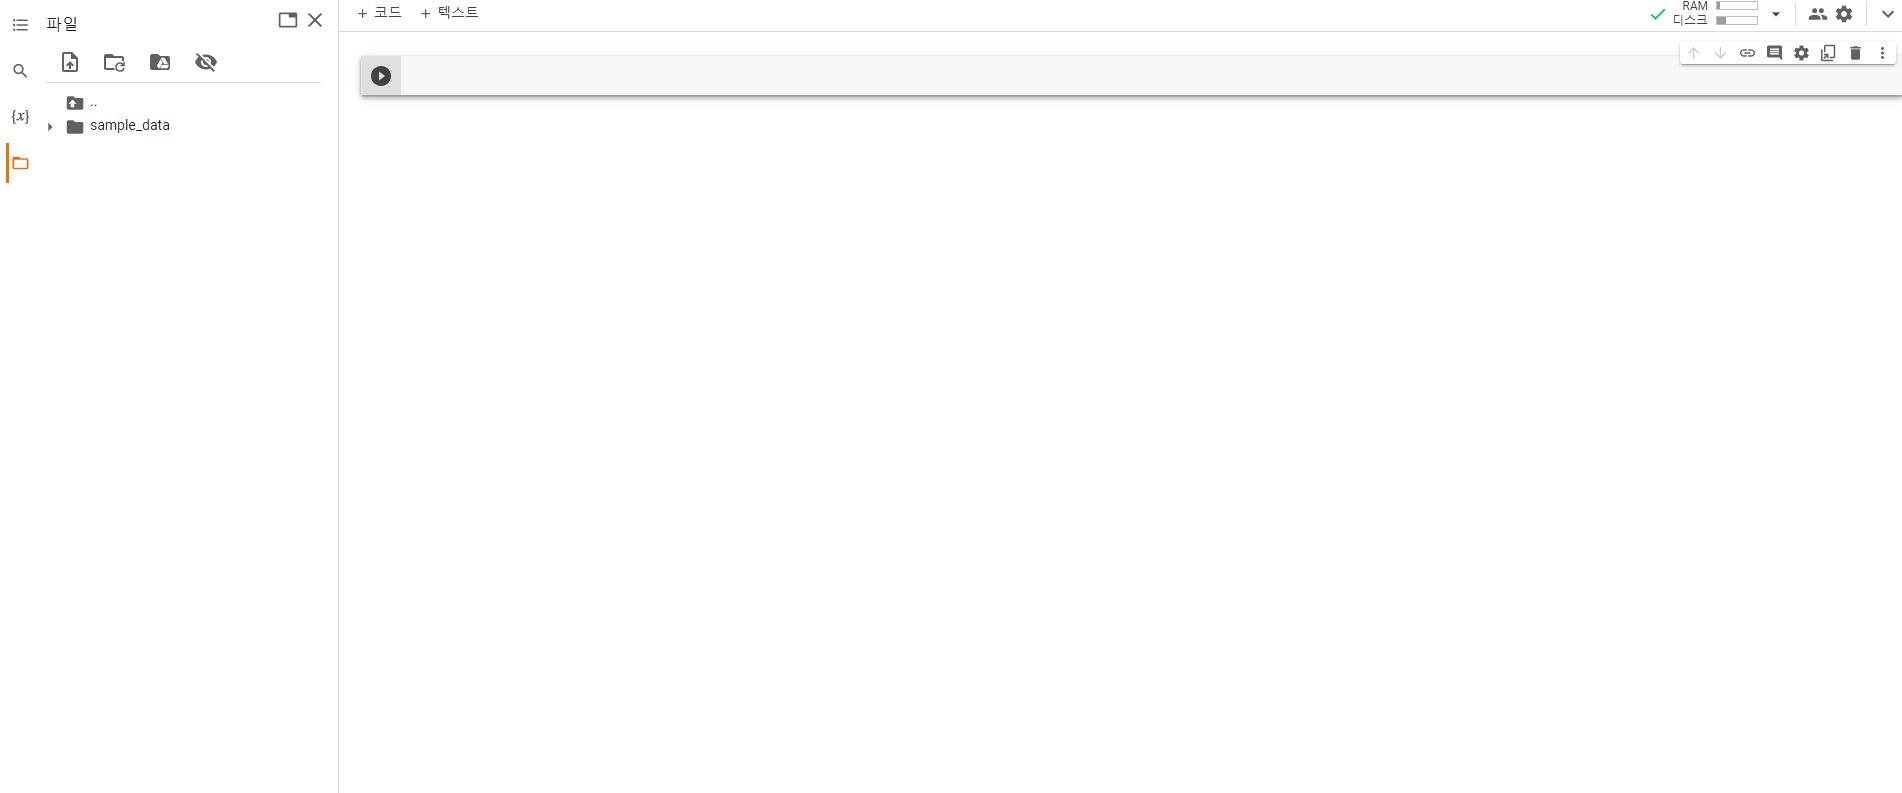 파일
{x}
..
sample_data
+ 코드 + 텍스트
RAM
디스크